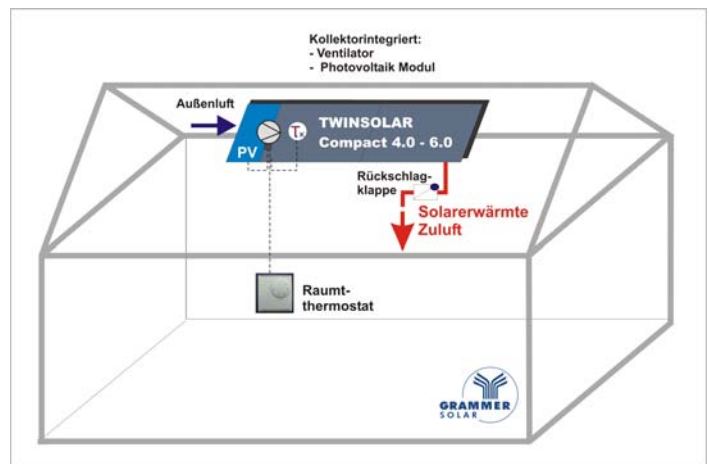 Kollektorintegriert:
- Ventilator
- Photovoltaik Modul
Außenluft
TWINSOLAR
Compact 4.0 - 6.0
PV
Rückschlag-
klappe
Solarerwärmte
Zuluft
Raumt-
thermostat
GRAMMER
SOLAR